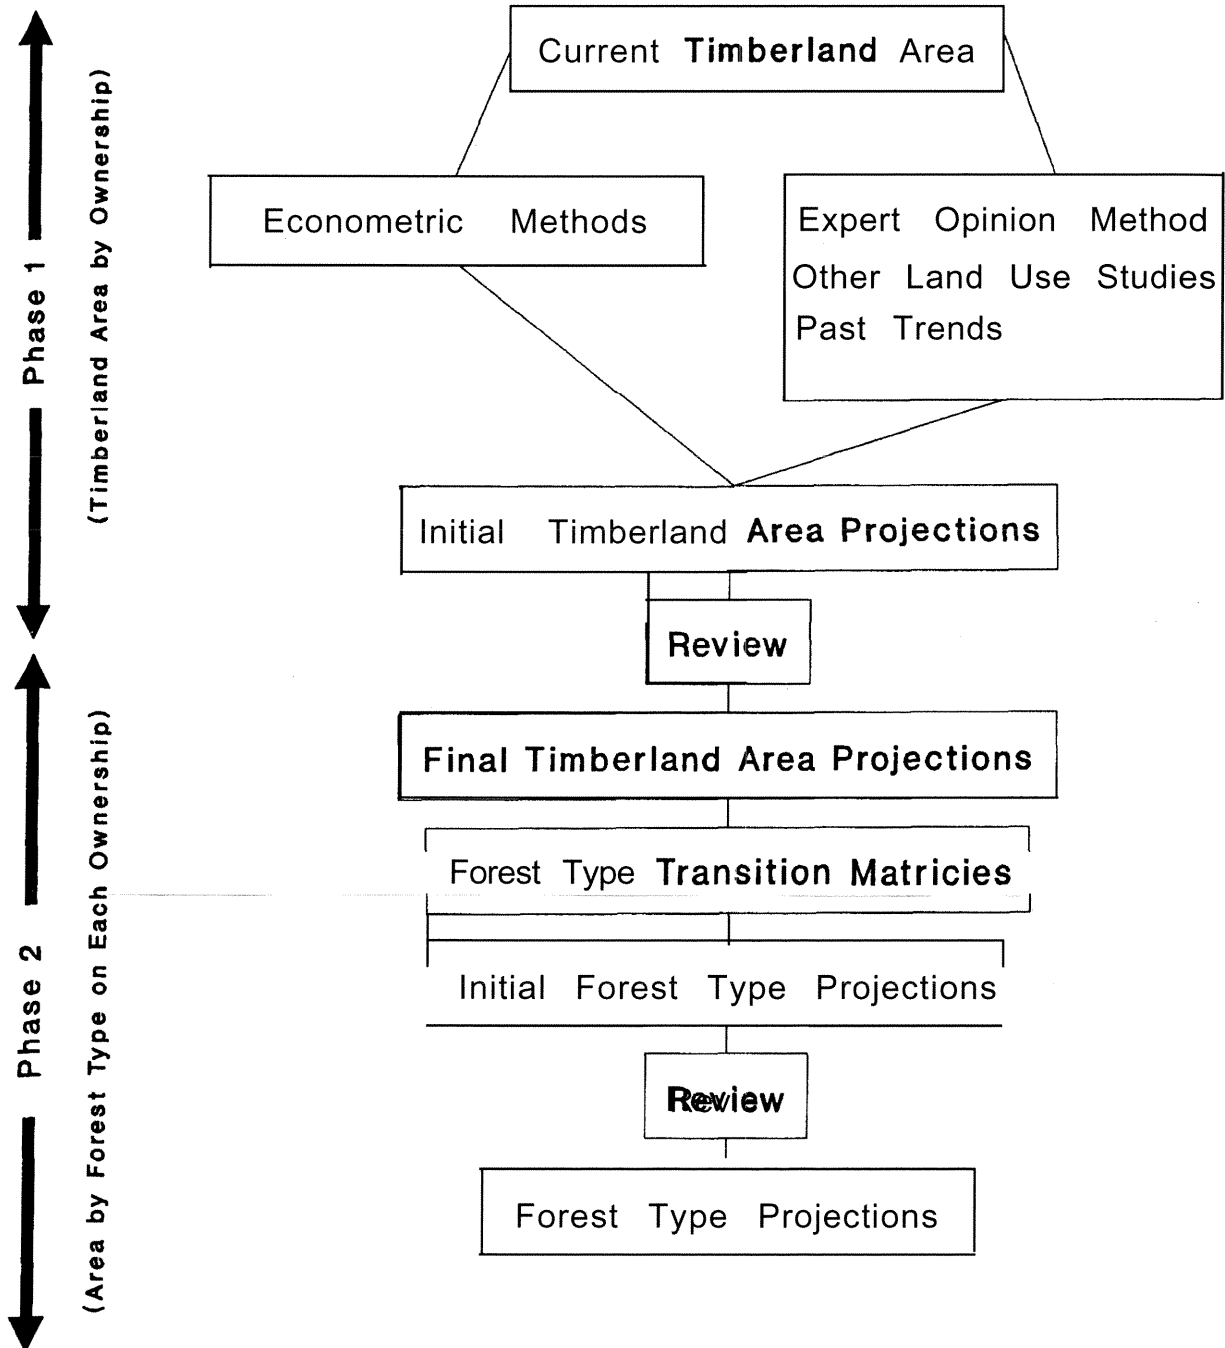 Current Timberland Area
Econometric Methods
Expert Opinion Method
Other Land Use Studies
Past Trends
Initial Timberland Area Projections
Review
Final Timberland Area Projections
Forest Type Transition Matricies
Initial Forest Type Projections
Review
Forest Type Projections
Phase 1
(Timberland Area by Ownership)
Phase 2
(Area by Forest Type on Each Ownership)